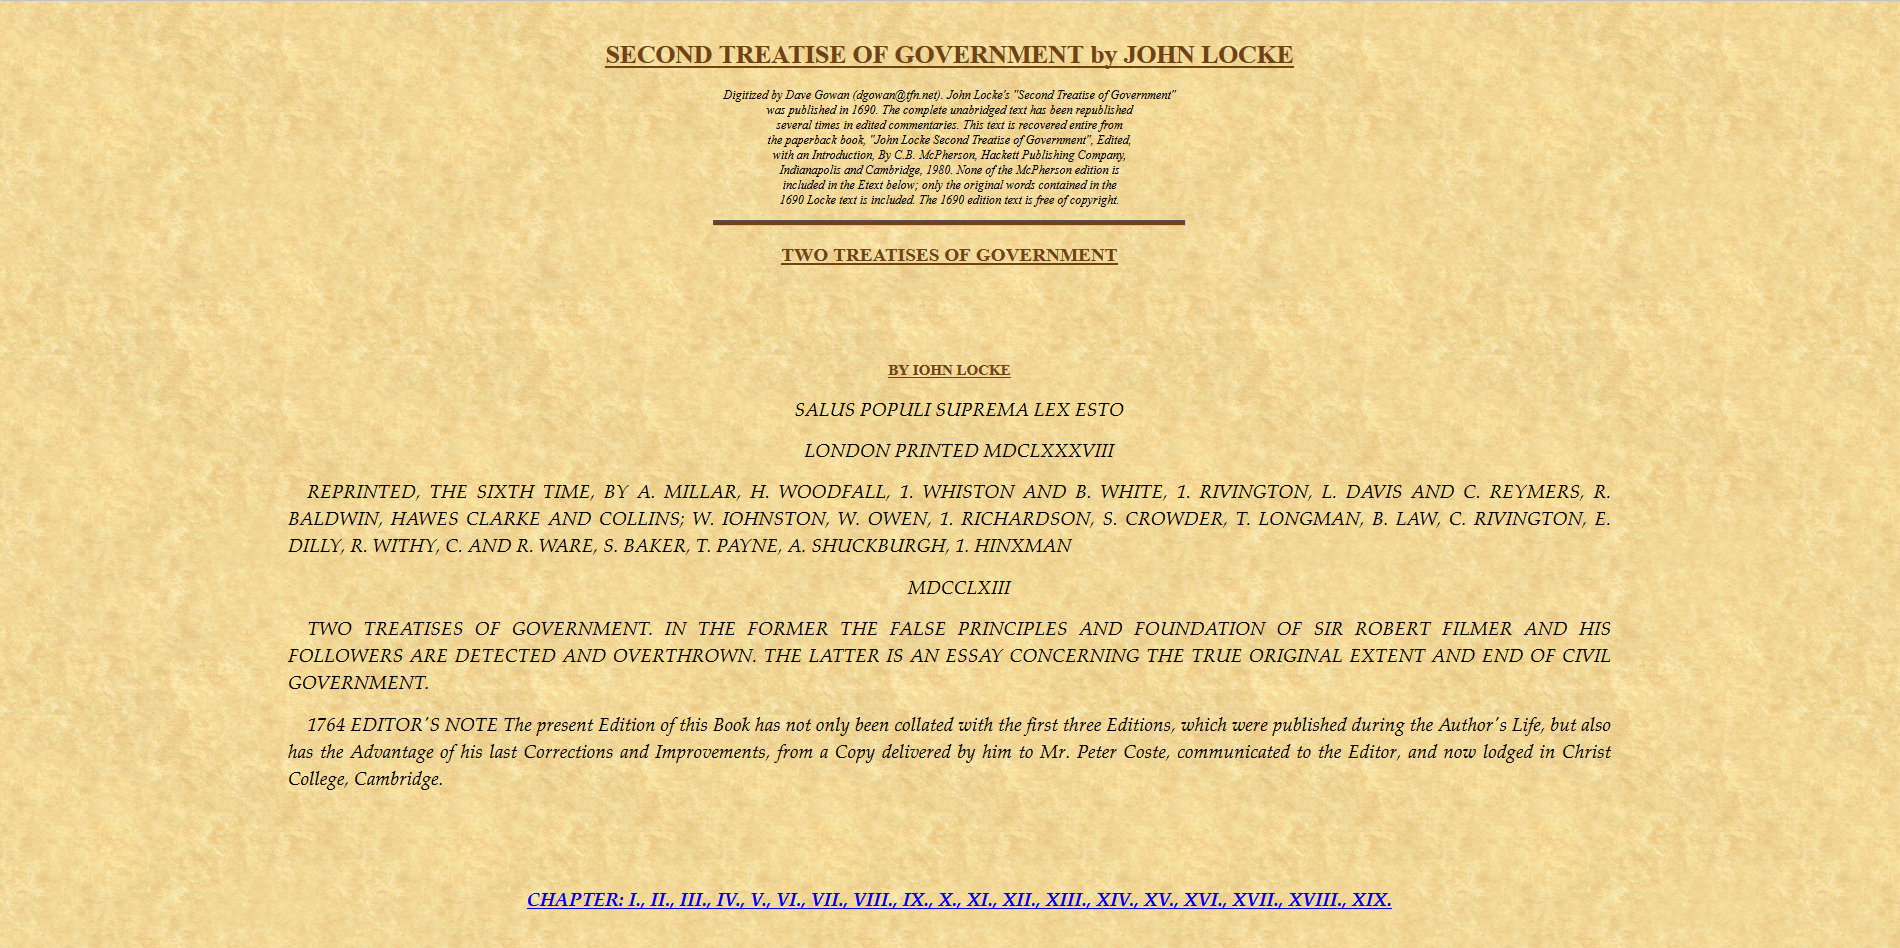 SECOND TREATISE OF GOVERNMENT by JOHN LOCKE
Digitized by Dave Gowan (dgowan@tfn.net). John Locke's "Second Treatise of Government"
was published in 1690. The complete unabridged text has been republished
several times in edited commentaries. This text is recovered entire from
the paperback book, "John Locke Second Treatise of Government", Edited,
with an Introduction, By C.B. McPherson, Hackett Publishing Company,
Indianapolis and Cambridge, 1980. None of the McPherson edition is
included in the Etext below; only the original words contained in the
1690 Locke text is included. The 1690 edition text is free of copyright.
TWO TREATISES OF GOVERNMENT
BY IOHN LOCKE
SALUS POPULI SUPREMA LEX ESTO
LONDON PRINTED MDCLXXXVIII
REPRINTED, THE SIXTH TIME, BY A. MILLAR, H. WOODFALL, 1. WHISTON AND B. WHITE, 1. RIVINGTON, L. DAVIS AND C. REYMERS, R.
BALDWIN, HAWES CLARKE AND COLLINS; W. IOHNSTON, W. OWEN, 1. RICHARDSON, S. CROWDER, T. LONGMAN, B. LAW, C. RIVINGTON, E.
DILLY, R. WITHY, C. AND R. WARE, S. BAKER, T. PAYNE, A. SHUCKBURGH, 1. HINXMAN
MDCCLXIII
TWO TREATISES OF GOVERNMENT. IN THE FORMER THE FALSE PRINCIPLES AND FOUNDATION OF SIR ROBERT FILMER AND HIS
FOLLOWERS ARE DETECTED AND OVERTHROWN. THE LATTER IS AN ESSAY CONCERNING THE TRUE ORIGINAL EXTENT AND END OF CIVIL
GOVERNMENT.
1764 EDITOR'S NOTE The present Edition of this Book has not only been collated with the first three Editions, which were published during the Author's Life, but also
has the Advantage of his last Corrections and Improvements, from a Copy delivered by him to Mr. Peter Coste, communicated to the Editor, and now lodged in Christ
College, Cambridge.
CHAPTER: I., II., III., IV., V., VI., VII., VIII., IX., X., XI., XII., XIII., XIV., XV., XVI., XVII., XVIII., XIX.